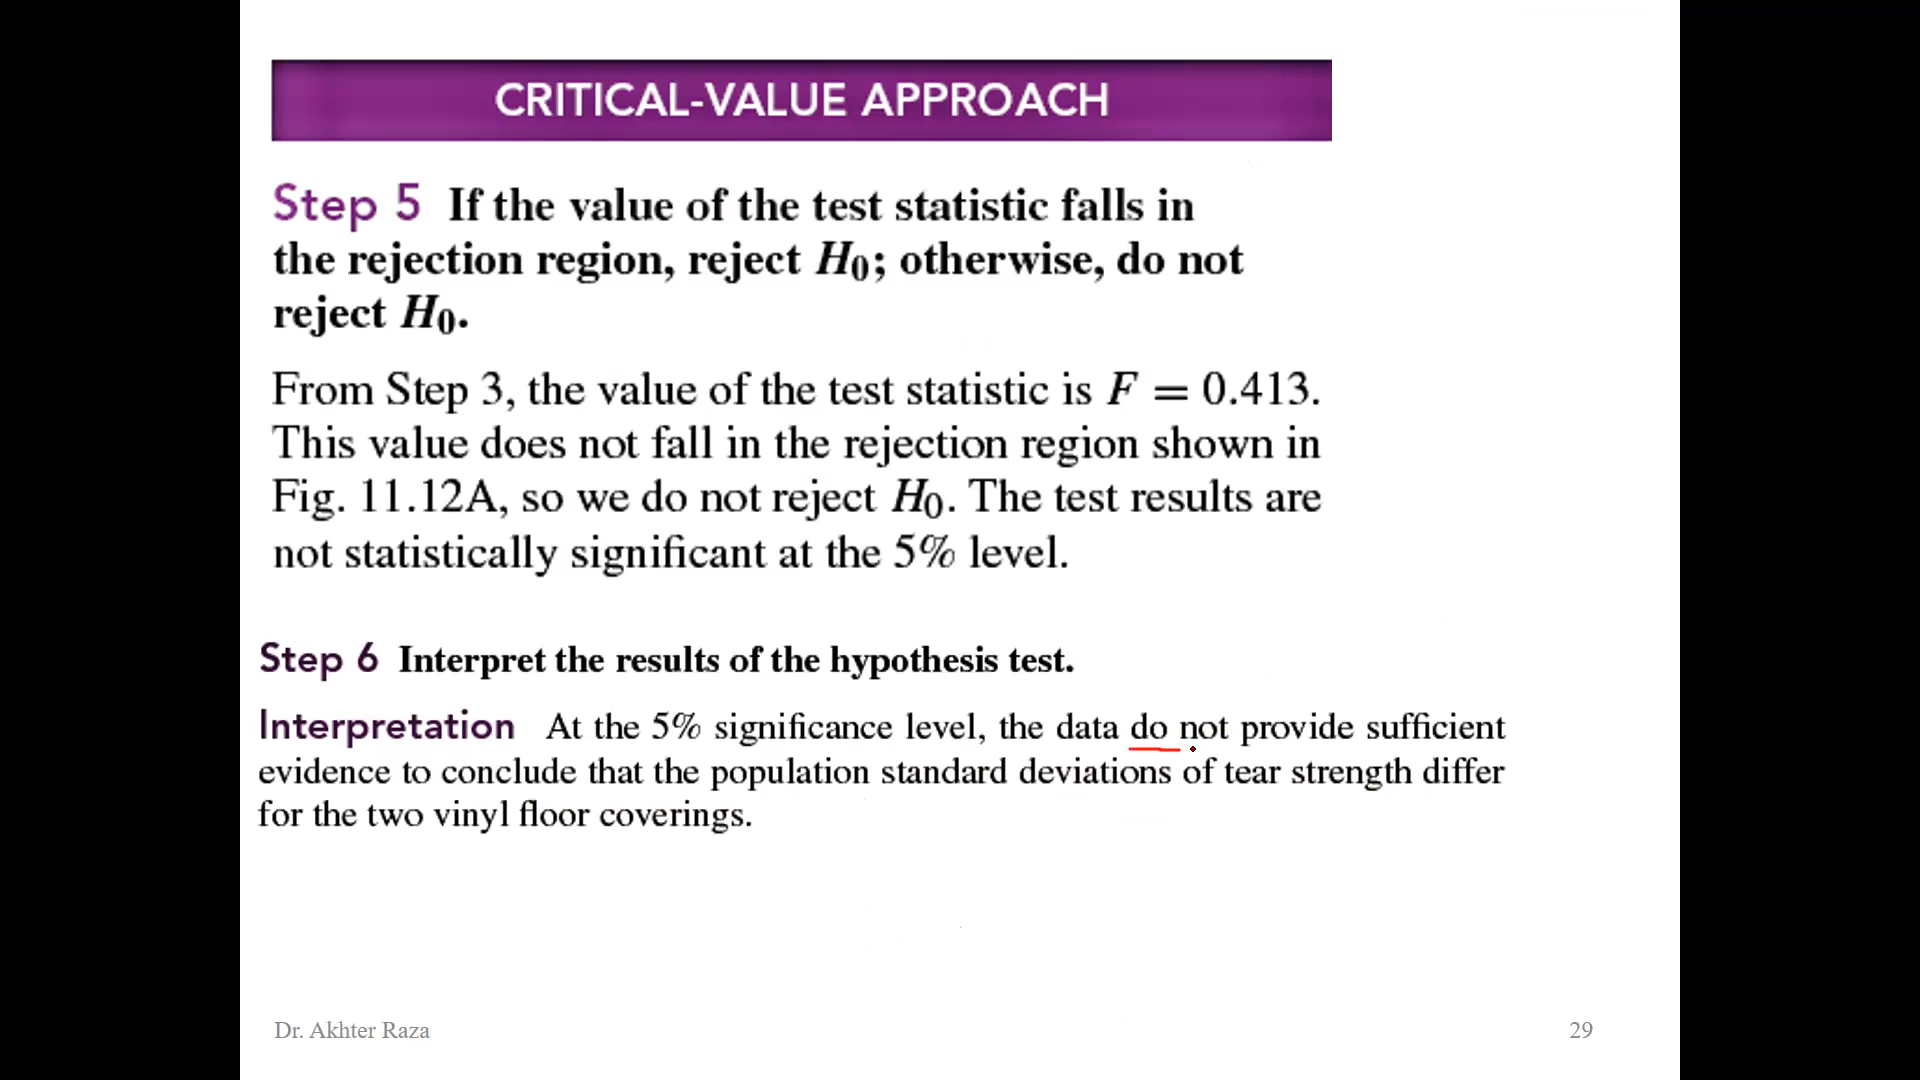 CRITICAL-VALUE APPROACH
Step 5 If the value of the test statistic falls in
the rejection region, reject H₀; otherwise, do not
reject H₀.
From Step 3, the value of the test statistic is F = 0.413.
This value does not fall in the rejection region shown in
Fig. 11.12A, so we do not reject H₀. The test results are
not statistically significant at the 5% level.
Step 6 Interpret the results of the hypothesis test.
Interpretation At the 5% significance level, the data do not provide sufficient
evidence to conclude that the population standard deviations of tear strength differ
for the two vinyl floor coverings.
Dr. Akhter Raza
29